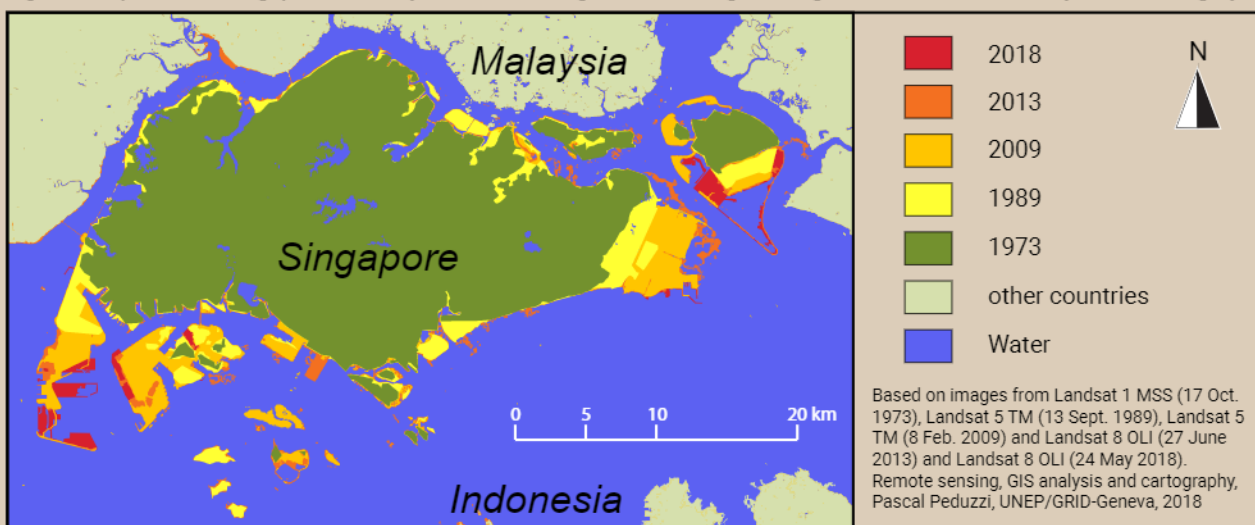 Malaysia
Singapore
Indonesia
0 5 10 20 km
2018
2013
2009
1989
1973
other countries
Water
N
Based on images from Landsat 1 MSS (17 Oct.
1973), Landsat 5 TM (13 Sept. 1989), Landsat 5
TM (8 Feb. 2009) and Landsat 8 OLI (27 June
2013) and Landsat 8 OLI (24 May 2018).
Remote sensing, GIS analysis and cartography,
Pascal Peduzzi, UNEP/GRID-Geneva, 2018